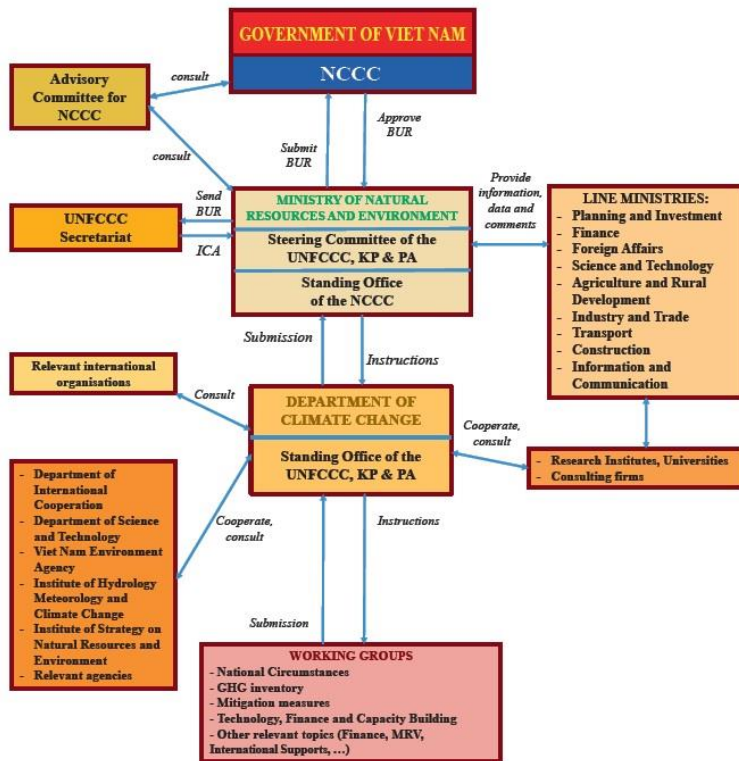 GOVERNMENT OF VIET NAM
NCCC
Advisory
Committee for
NCCC
consult
consult
Submit
BUR
Approve
BUR
Provide
information,
data and
comments
Send
BUR
UNFCCC
Secretariat
ICA
MINISTRY OF NATURAL
RESOURCES AND ENVIRONMENT
Steering Committee of the
UNFCCC, KP & PA
Standing Office
of the NCCC
LINE MINISTRIES:
- Planning and Investment
- Finance
- Foreign Affairs
- Science and Technology
- Agriculture and Rural
Development
- Industry and Trade
- Transport
- Construction
- Information and
Communication
Submission
Instructions
Relevant international
organisations
Consult
DEPARTMENT OF
CLIMATE CHANGE
Standing Office of the
UNFCCC, KP & PA
Cooperate,
consult
- Research Institutes, Universities
- Consulting firms
- Department of
International
Cooperation
- Department of Science
and Technology
- Viet Nam Environment
Agency
- Institute of Hydrology
Meteorology and
Climate Change
- Institute of Strategy on
Natural Resources and
Environment
- Relevant agencies
Cooperate,
consult
Instructions
Submission
WORKING GROUPS
- National Circumstances
- GHG inventory
- Mitigation measures
- Technology, Finance and Capacity Building
- Other relevant topics (Finance, MRV,
International Supports, ...)